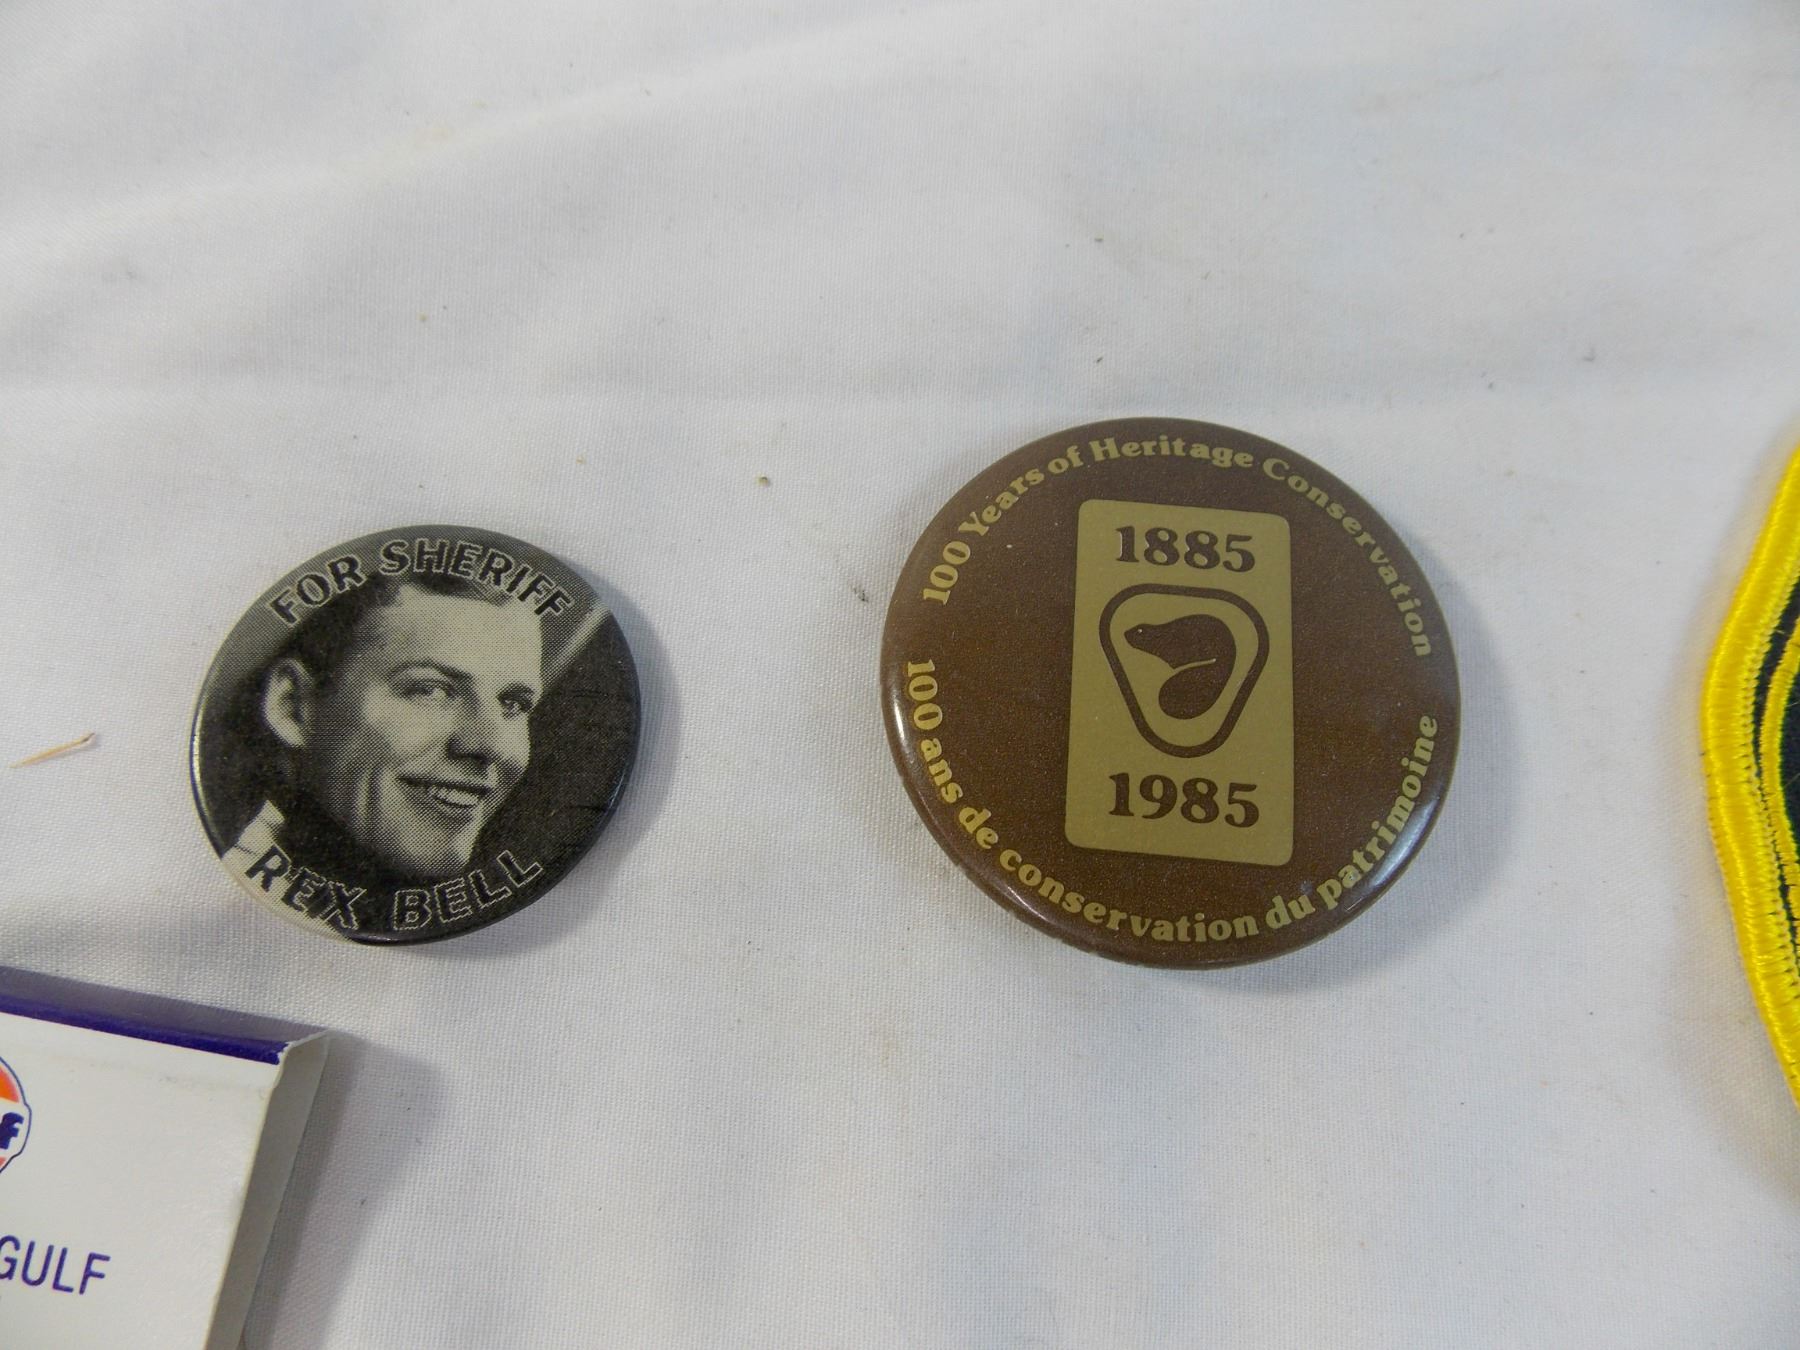 FOR SHERIFF
REX BELL
100 Years of Heritage Conservation
1885
1985
100 ans de conservation du patrimoine
GULF